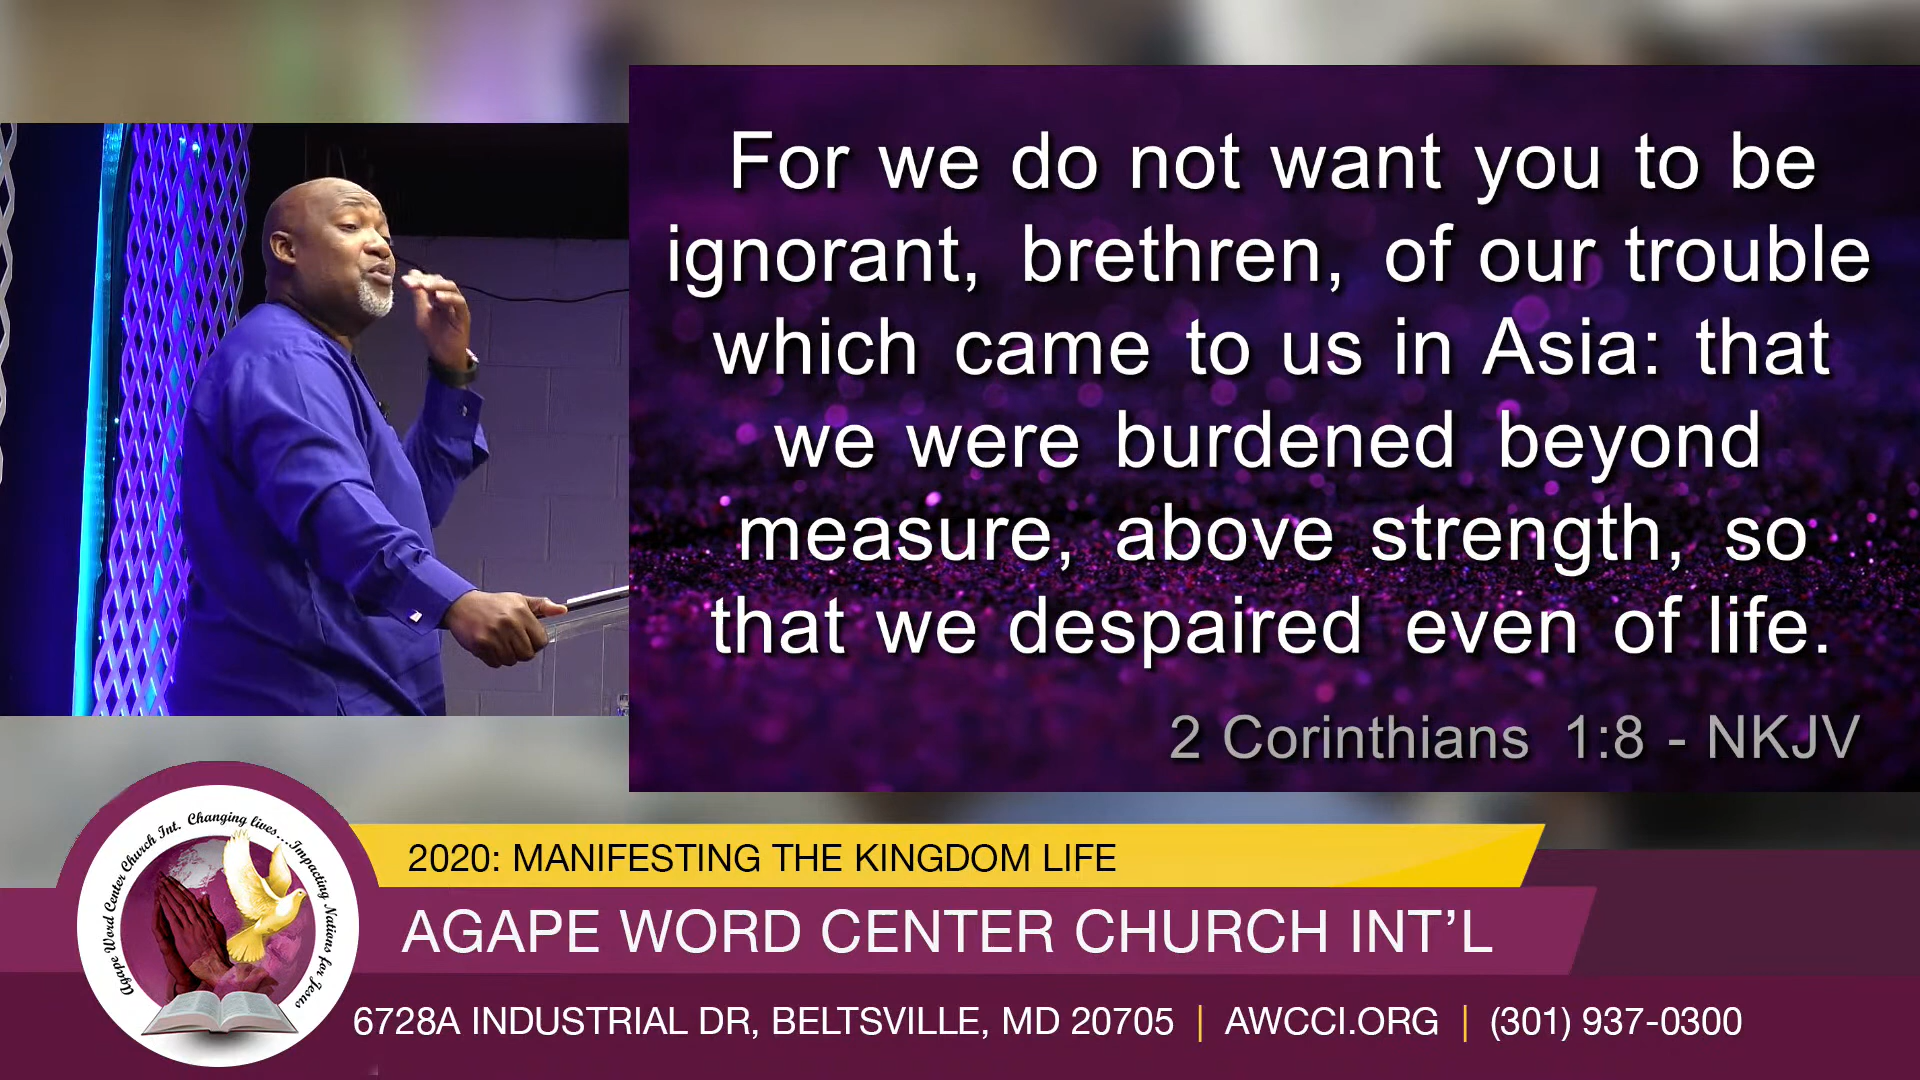 For we do not want you to be
ignorant, brethren, of our trouble
which came to us in Asia: that
we were burdened beyond
measure, above strength, so
that we despaired even of life.
2 Corinthians 1:8 - NKJV
Agape Word Center Church Int. Changing lives...Impacting Nations for Jesus
2020: MANIFESTING THE KINGDOM LIFE
AGAPE WORD CENTER CHURCH INT'L
6728A INDUSTRIAL DR, BELTSVILLE, MD 20705 | AWCCI.ORG | (301) 937-0300